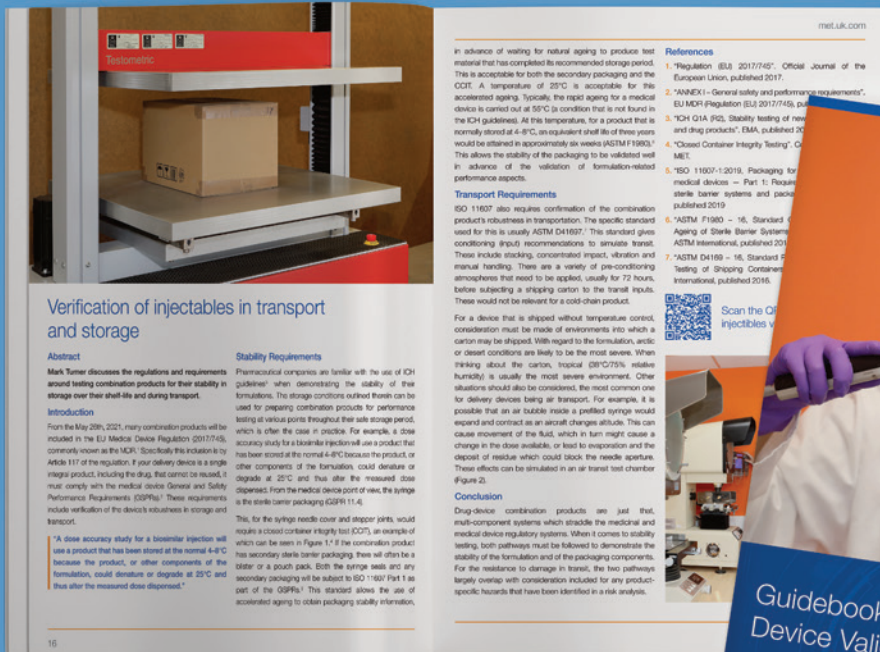 Testometric
Verification of injectables in transport
and storage
Abstract
Mark Turner discusses the regulations and requirements
around testing combination products for their stability in
storage over their shelf-life and during transport.
Introduction
From the May 26th, 2021, many combination products will be
included in the EU Medical Device Regulation (2017/745),
commonly known as the MDR.¹ Specifically this inclusion is by
Article 117 of the regulation. If your delivery device is a single
integral product, including the drug, that cannot be reused, it
must comply with the medical device General and Safety
Performance Requirements (GSPRs).² These requirements
include verification of the device's robustness in storage and
transport.
"A dose accuracy study for a biosimilar injection will
use a product that has been stored at the normal 4–8°C
because the product, or other components of the
formulation, could denature or degrade at 25°C and
thus alter the measured dose dispensed."
16
Stability Requirements
Pharmaceutical companies are familiar with the use of ICH
guidelines³ when demonstrating the stability of their
formulations. The storage conditions outlined therein can be
used for preparing combination products for performance
testing at various points throughout their safe storage period,
which is often the case in practice. For example, a dose
accuracy study for a biosimilar injection will use a product that
has been stored at the normal 4–8°C because the product, or
other components of the formulation, could denature or
degrade at 25°C and thus alter the measured dose
dispensed. From the medical device point of view, the syringe
is the sterile carrier packaging (GSPR 11.4).
This, for the syringe needle cover and stopper joints, would
require a closed container integrity test (CCIT), an example of
which can be seen in Figure 1.⁴ If the combination product
has secondary sterile barrier packaging, there will often be a
blister or a pouch component. Both the syringe seals and any
secondary packaging will be subject to ISO 11607 Part 1 as
part of the GSPRs.⁵ This standard allows the use of
accelerated ageing to obtain packaging stability information,
met.uk.com
in advance of waiting for natural ageing to produce test
material that has completed its recommended storage period.
This is acceptable for both the secondary packaging and the
CCIT. A temperature of 25°C is acceptable for this
accelerated ageing. Typically, the rapid ageing for a medical
device is carried out at 55°C (a condition that is not found in
the ICH guidelines). At this temperature, for a product that is
normally stored at 4–8°C, an equivalent shelf life of three years
would be attained in approximately six weeks (ASTM F1980).⁶
This allows the stability of the packaging to be validated well
in advance of the validation of formulation-related
performance aspects.
Transport Requirements
ISO 11607 also requires confirmation of the combination
product's robustness in transportation. The specific standard
used for this is usually ASTM D4169.⁷ This standard gives
conditioning (input) recommendations to simulate transit.
These include stacking, concentrated impact, vibration and
manual handling. There are a variety of pre-conditioning
atmospheres that need to be applied, usually for 72 hours,
before subjecting a shipping carton to the transit inputs.
These would not be relevant for a cold-chain product.
For a device that is shipped without temperature control,
consideration must be made of environments into which a
carton may be shipped. With regard to the formulation, arctic
or desert conditions are likely to be the most severe. When
thinking about the carton, tropical (38°C/75% relative
humidity) is usually the most severe environment. Other
situations should also be considered, the most common one
for delivery devices being air transport. For example, it is
possible that an air bubble inside a prefilled syringe would
expand and contract as an aircraft changes altitude. This can
cause movement of the fluid, which in turn might cause a
change in the dose available, or lead to evaporation and the
deposit of residue which could block the needle aperture.
These effects can be simulated in an air transit test chamber
(Figure 2).
Conclusion
Drug-device combination products are just that,
multi-component systems which straddle the medicinal and
medical device regulatory systems. When it comes to stability
testing, both pathways must be followed to demonstrate the
stability of the formulation and of the packaging components.
For the resistance to damage in transit, the two pathways
largely overlap with consideration included for any product-
specific hazards that have been identified in a risk analysis.
References
1. "Regulation (EU) 2017/745". Official Journal of the
European Union, published 2017.
2. "ANNEX I – General safety and performance requirements".
EU MDR (Regulation (EU) 2017/745),
3. "ICH Q1A (R2), Stability testing of new
and drug products". EMA, published
4. "Closed Container Integrity Testing".
MET.
5. "ISO 11607-1:2019, Packaging for
medical devices — Part 1:
sterile barrier systems and
published 2019
6. "ASTM F1980 – 16, Standard
Ageing of Sterile Barrier Systems
ASTM International, published
7. "ASTM D4169 – 16, Standard
Testing of Shipping Containers
International, published 2016.
Scan the
injectibles
Guidebook
Device